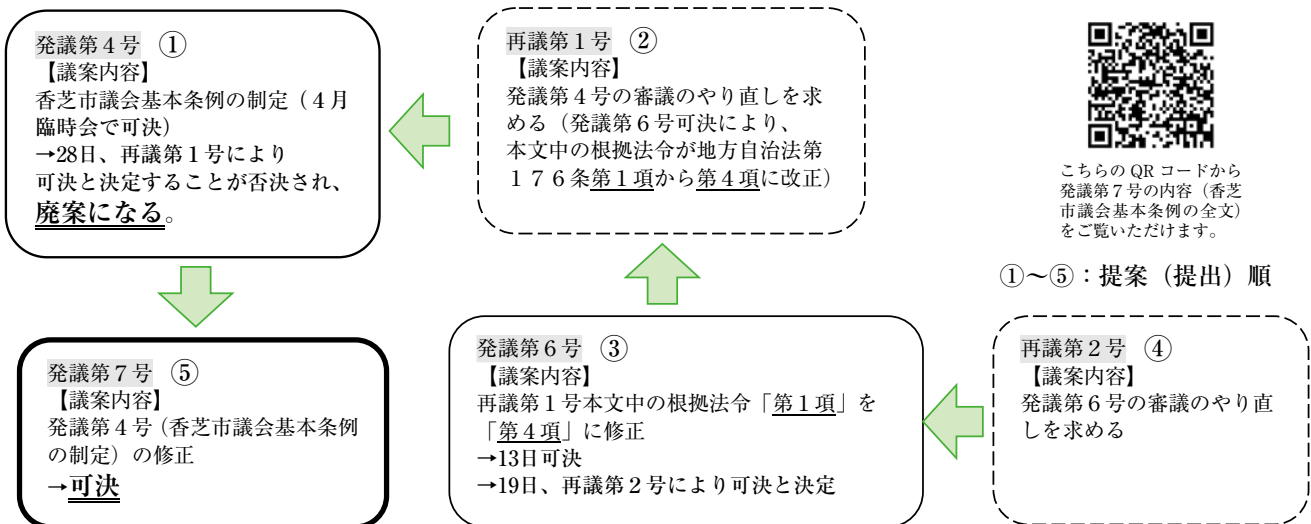 発議第４号 ①
【議案内容】
香芝市議会基本条例の制定（４月
臨時会で可決）
→28日、再議第１号により
可決と決定することが否決され、
廃案になる。
再議第１号 ②
【議案内容】
発議第４号の審議のやり直しを求
める（発議第６号可決により、
本文中の根拠法令が地方自治法第
１７６条第１項から第４項に改正）
こちらの QR コードから
発議第７号の内容（香芝
市議会基本条例の全文）
をご覧いただけます。
①～⑤：提案（提出）順
発議第７号 ⑤
【議案内容】
発議第４号（香芝市議会基本条例
の制定）の修正
→可決
発議第６号 ③
【議案内容】
再議第１号本文中の根拠法令「第１項」を
「第４項」に修正
→13日可決
→19日、再議第２号により可決と決定
再議第２号 ④
【議案内容】
発議第６号の審議のやり直
しを求める